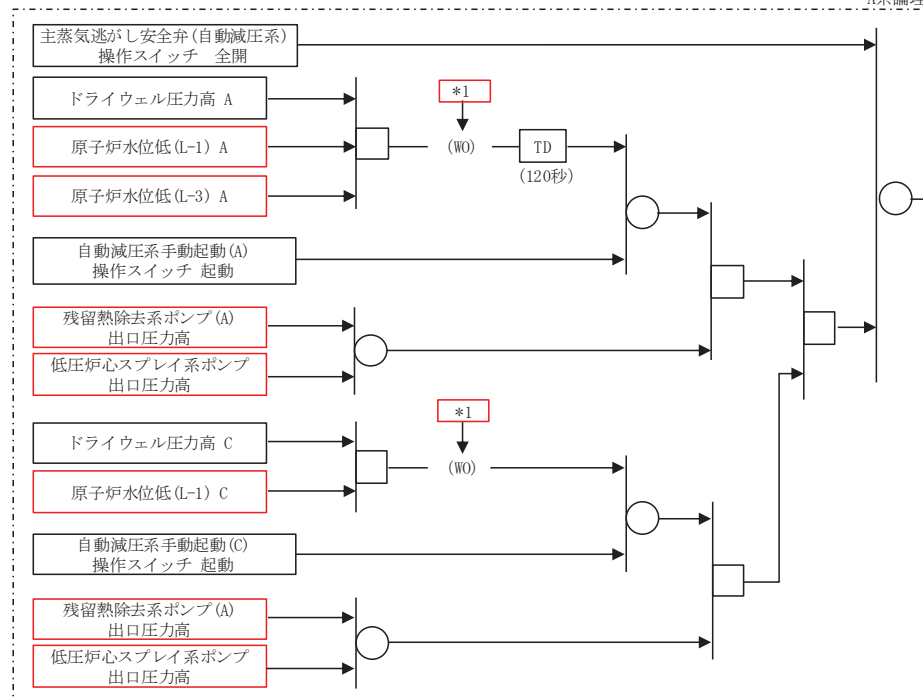 A系論理
主蒸気逃がし安全弁(自動減圧系)
操作スイッチ 全開
ドライウェル圧力高 A
*1
原子炉水位低(L-1) A
(WO)
TD
(120秒)
原子炉水位低(L-3) A
自動減圧系手動起動(A)
操作スイッチ 起動
残留熱除去系ポンプ(A)
出口圧力高
低圧炉心スプレイ系ポンプ
出口圧力高
*1
ドライウェル圧力高 C
(WO)
原子炉水位低(L-1) C
自動減圧系手動起動(C)
操作スイッチ 起動
残留熱除去系ポンプ(A)
出口圧力高
低圧炉心スプレイ系ポンプ
出口圧力高